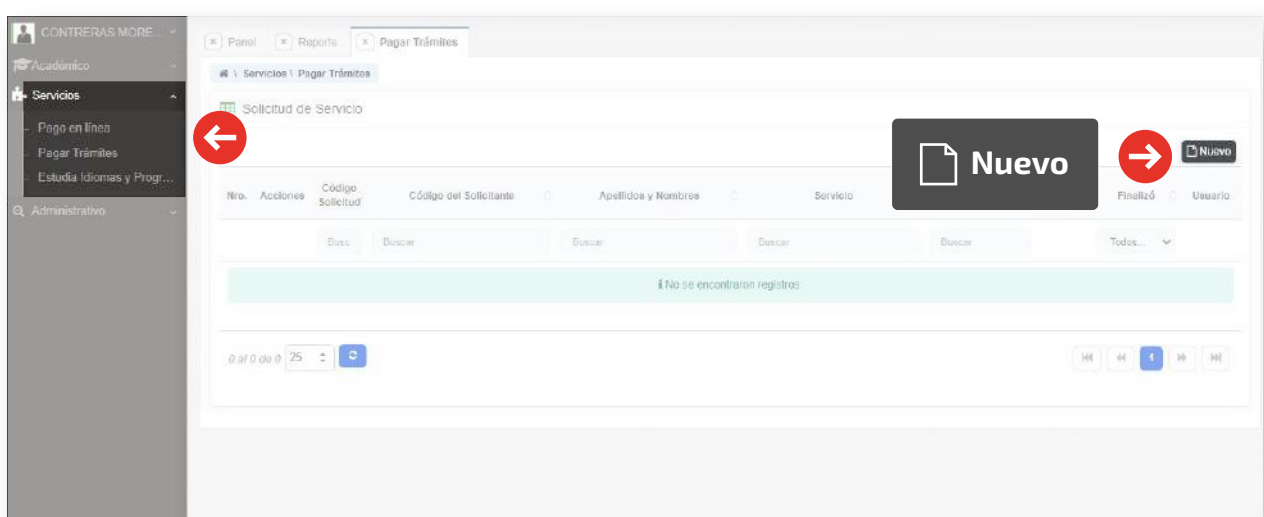 CONTRERAS MORE...
Académico
Servicios
Pago en línea
Pagar Trámites
Estudia Idiomas y Progr...
Administrativo
Panel
Reporte
Pagar Trámites
\ Servicios \ Pagar Trámites
Solicitud de Servicio
Nuevo
Nuevo
Nro. Acciones Código Solicitud Código del Solicitante Apellidos y Nombres Servicio Finalizó Usuario
Busc Buscar Buscar Buscar Buscar Todos...
No se encontraron registros.
0 al 0 de 0 25
1